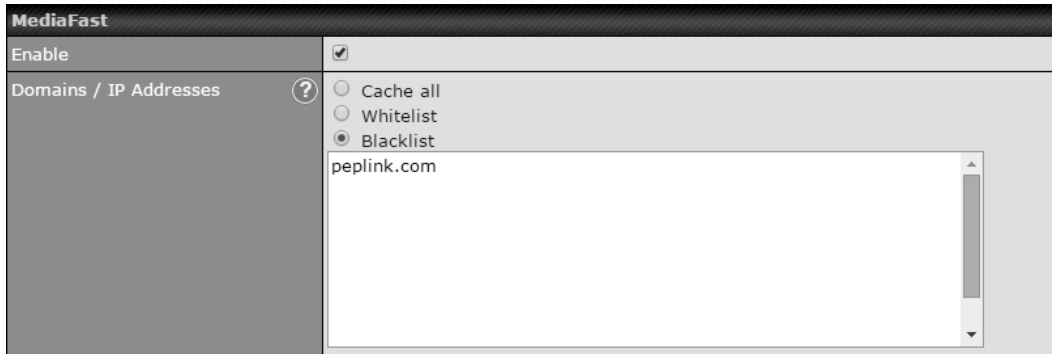 MediaFast
Enable
Domains / IP Addresses ?
Cache all
Whitelist
Blacklist
peplink.com